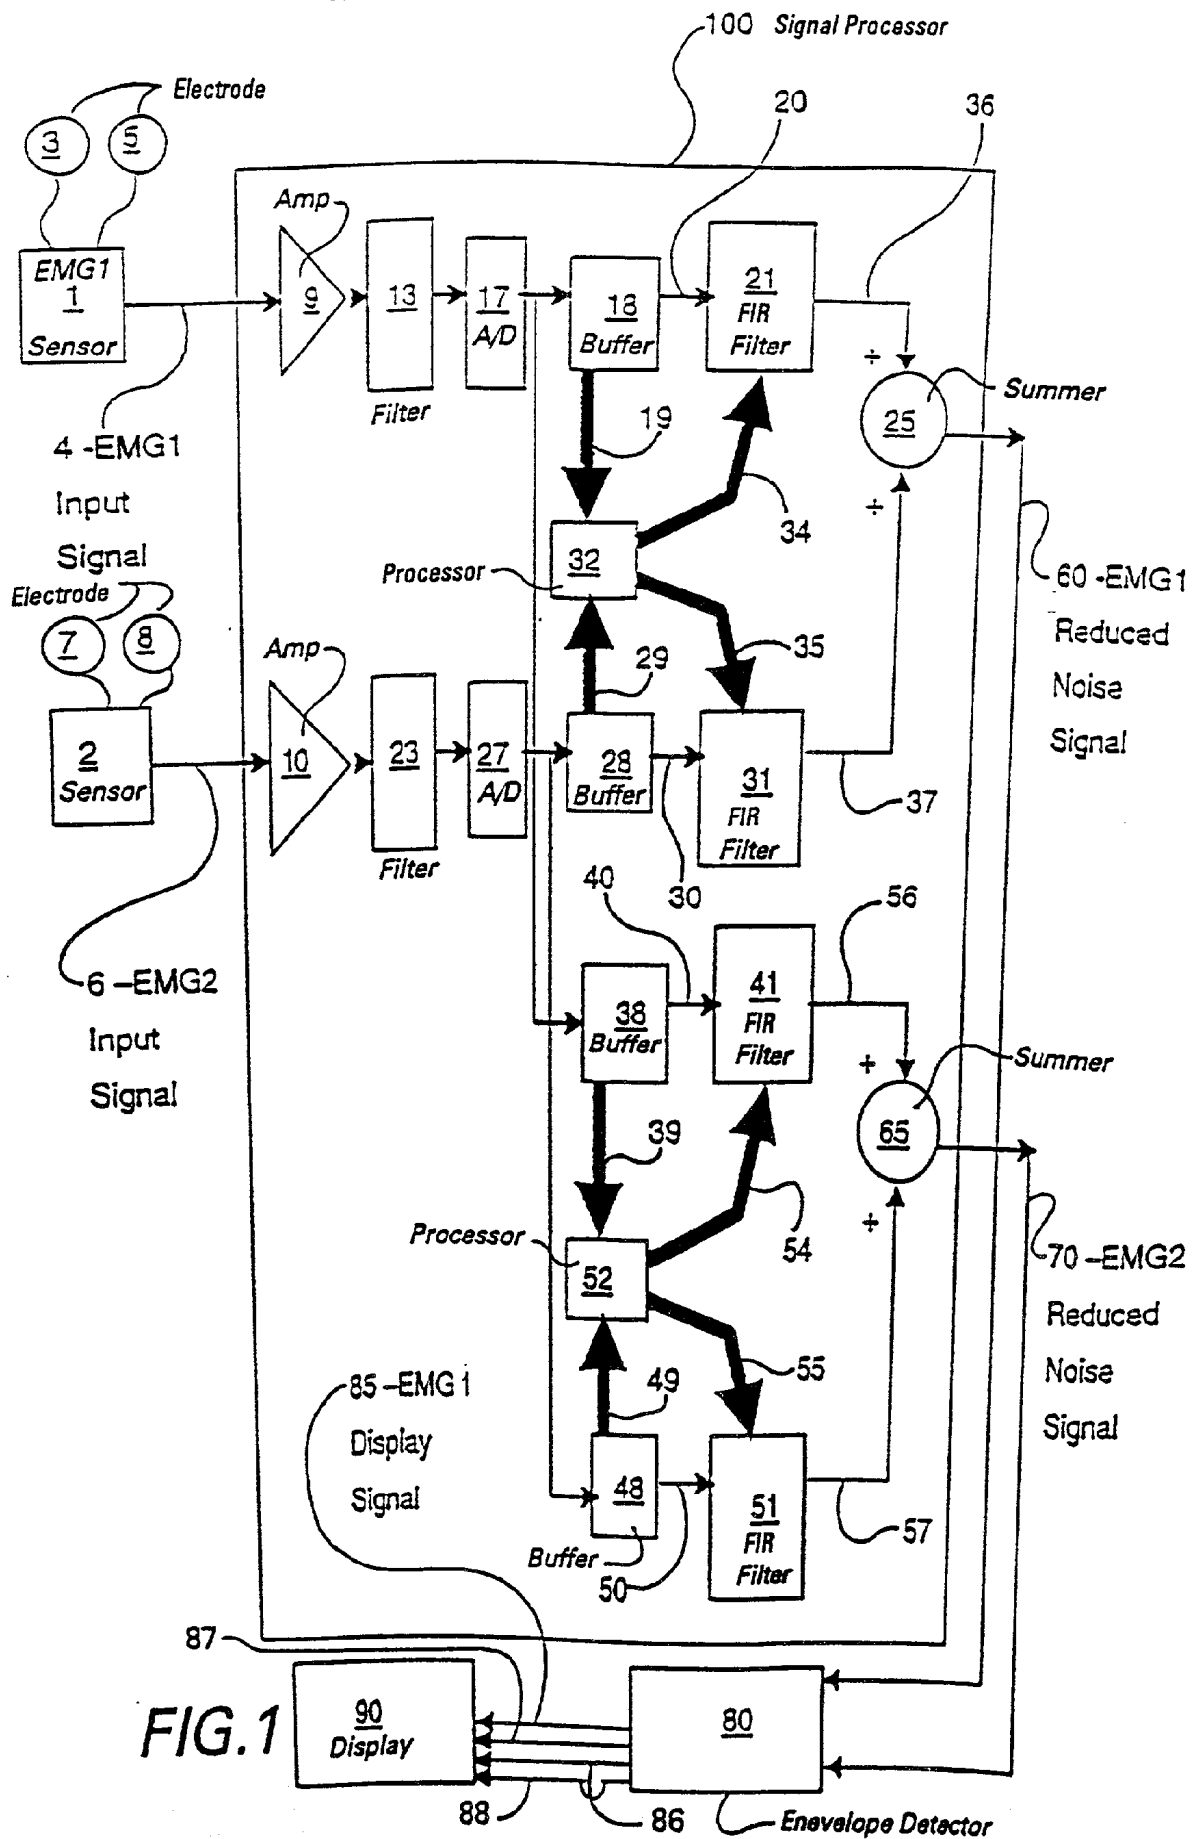 100 Signal Processor
Electrode
20
36
3
5
Amp
EMG1
1
Sensor
9
13
17
A/D
18
Buffer
21
FIR
Filter
÷
Summer
Filter
19
25
4 -EMG1
Input
Signal
÷
34
32
Processor
60 -EMG1
Reduced
Noise
Signal
Electrode
7
8
Amp
35
29
2
Sensor
10
23
27
A/D
28
Buffer
31
FIR
Filter
37
Filter
30
40
56
6 -EMG2
Input
Signal
38
Buffer
41
FIR
Filter
+
Summer
65
39
÷
Processor
52
54
70 -EMG2
Reduced
Noise
Signal
85 -EMG1
Display
Signal
49
55
48
Buffer
50
51
FIR
Filter
57
87
FIG.1
90
Display
80
88
86
Enevelope Detector